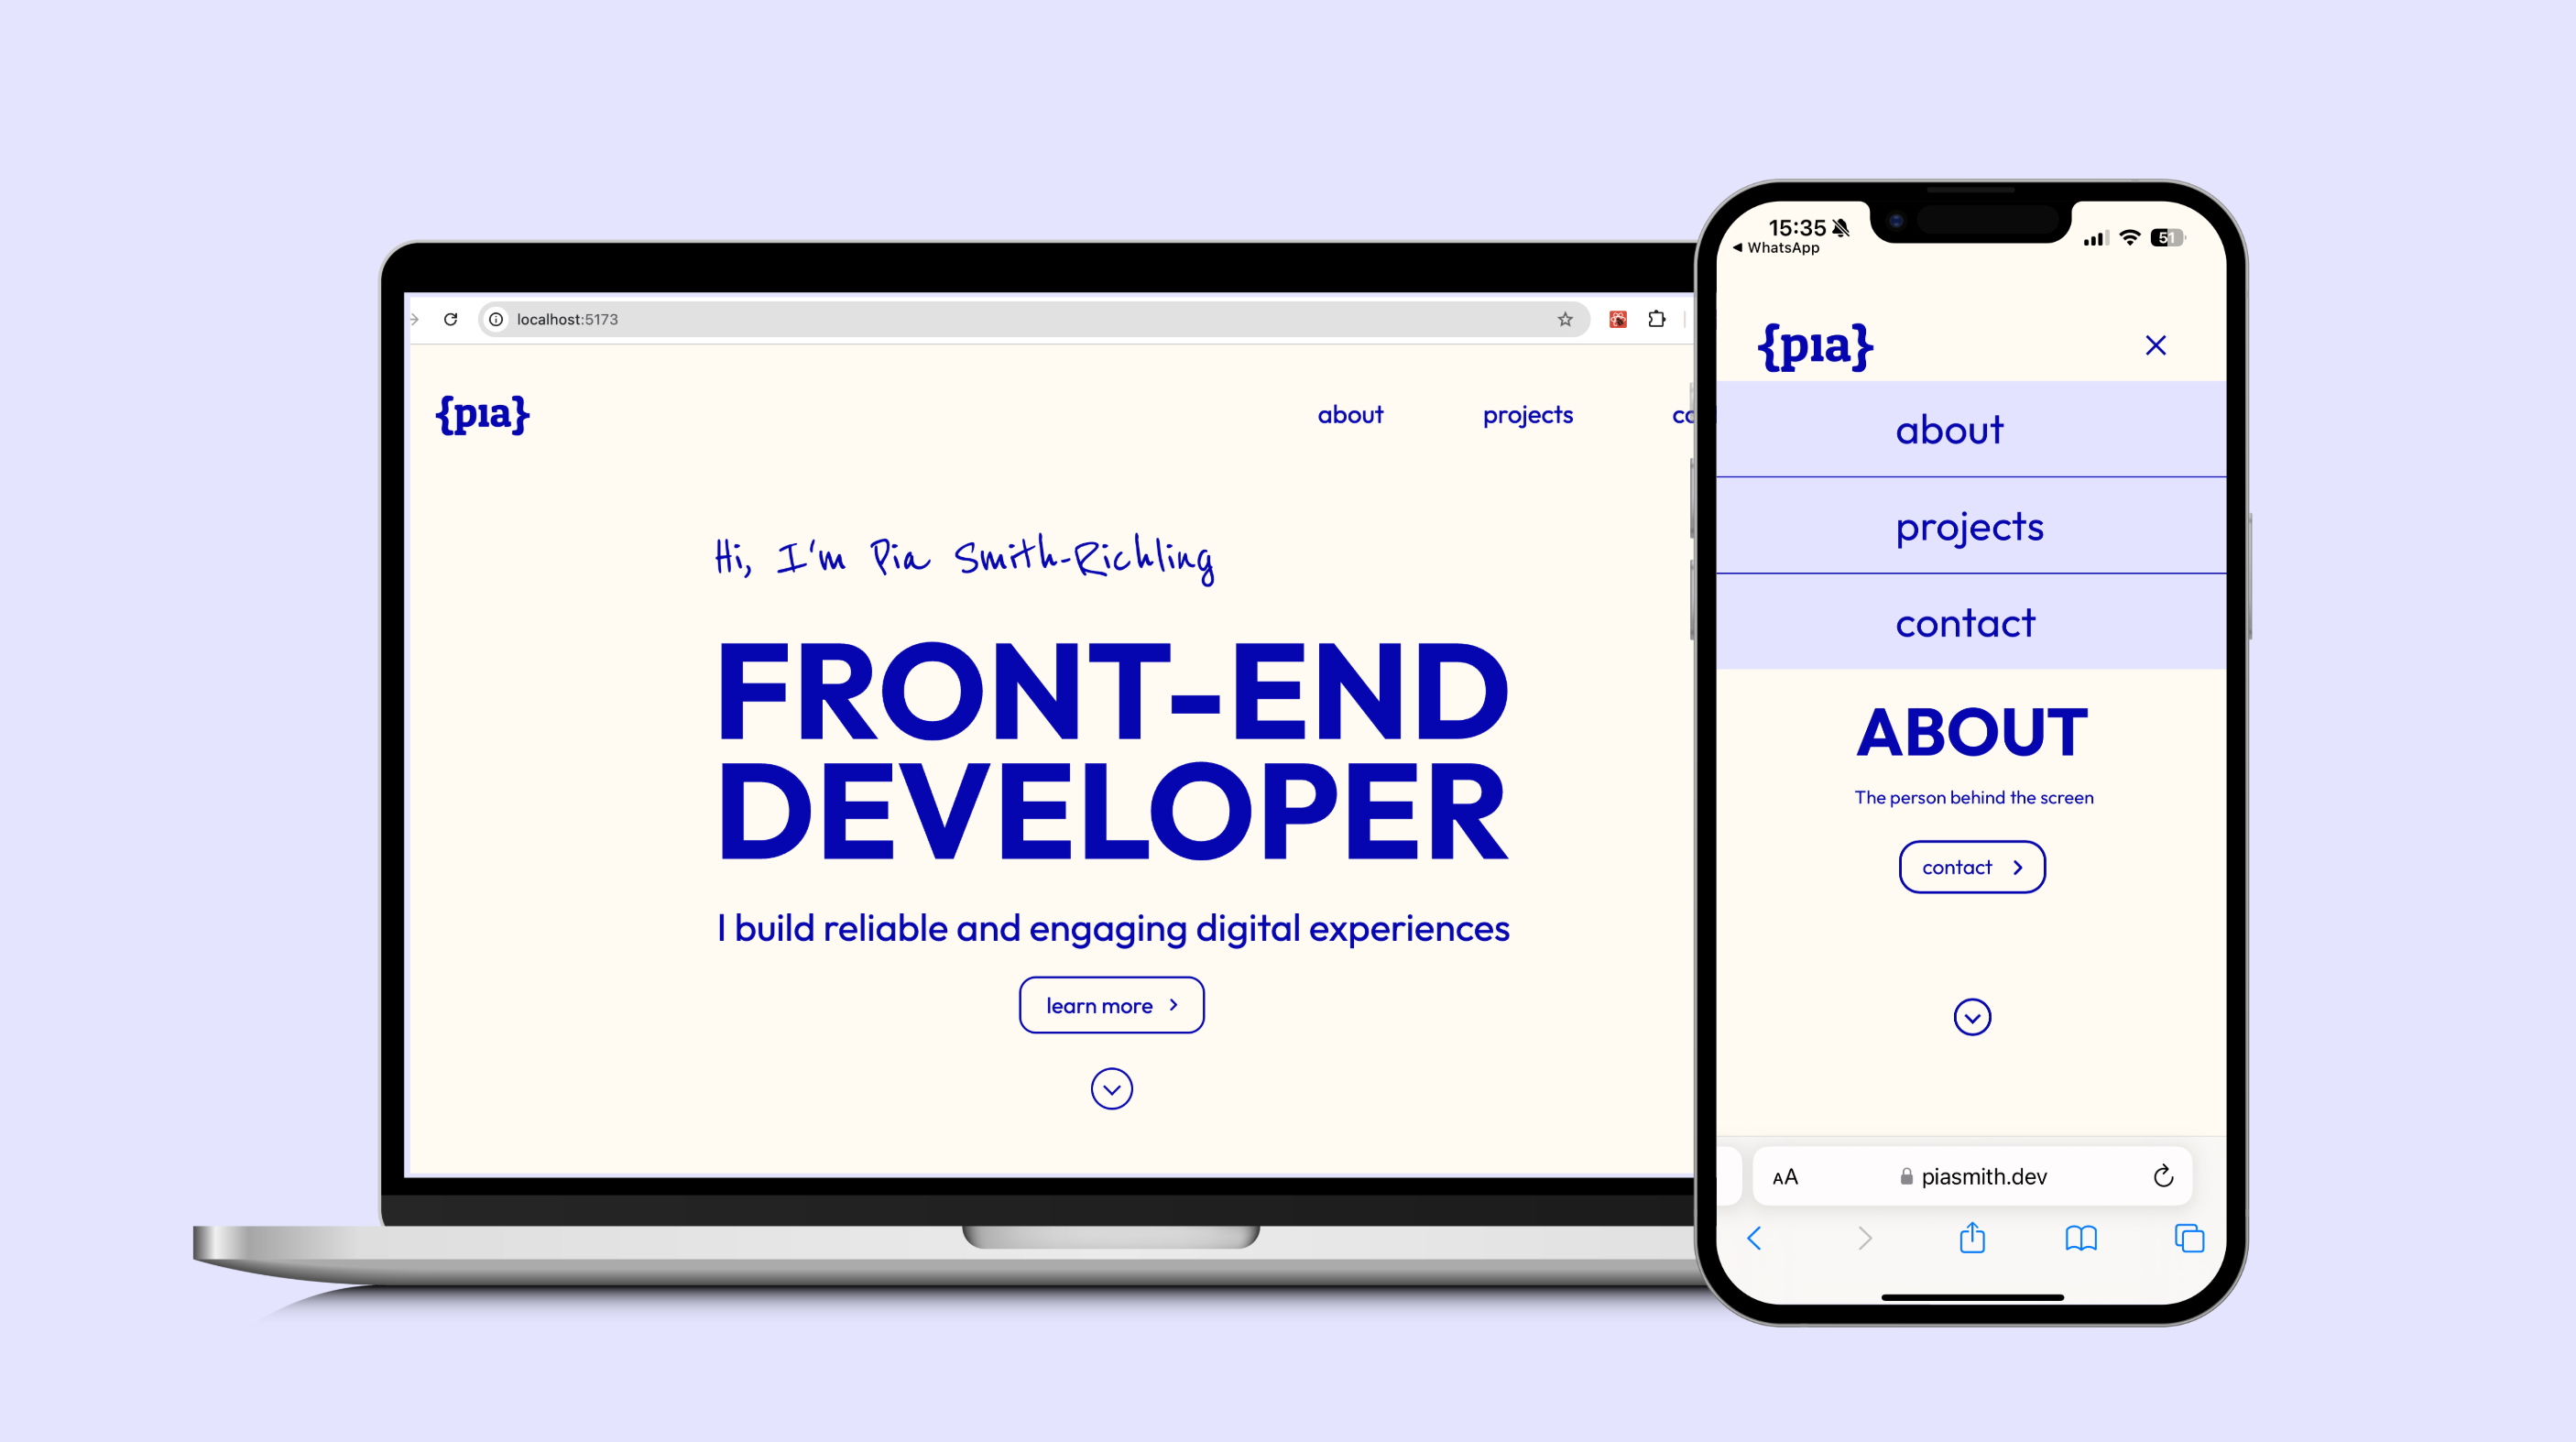 localhost:5173
{pıa}
about projects
Hi, I'm Pia Smith-Richling
FRONT-END
DEVELOPER
I build reliable and engaging digital experiences
learn more
15:35
WhatsApp
51
{pıa}
about
projects
contact
ABOUT
The person behind the screen
contact
AA piasmith.dev